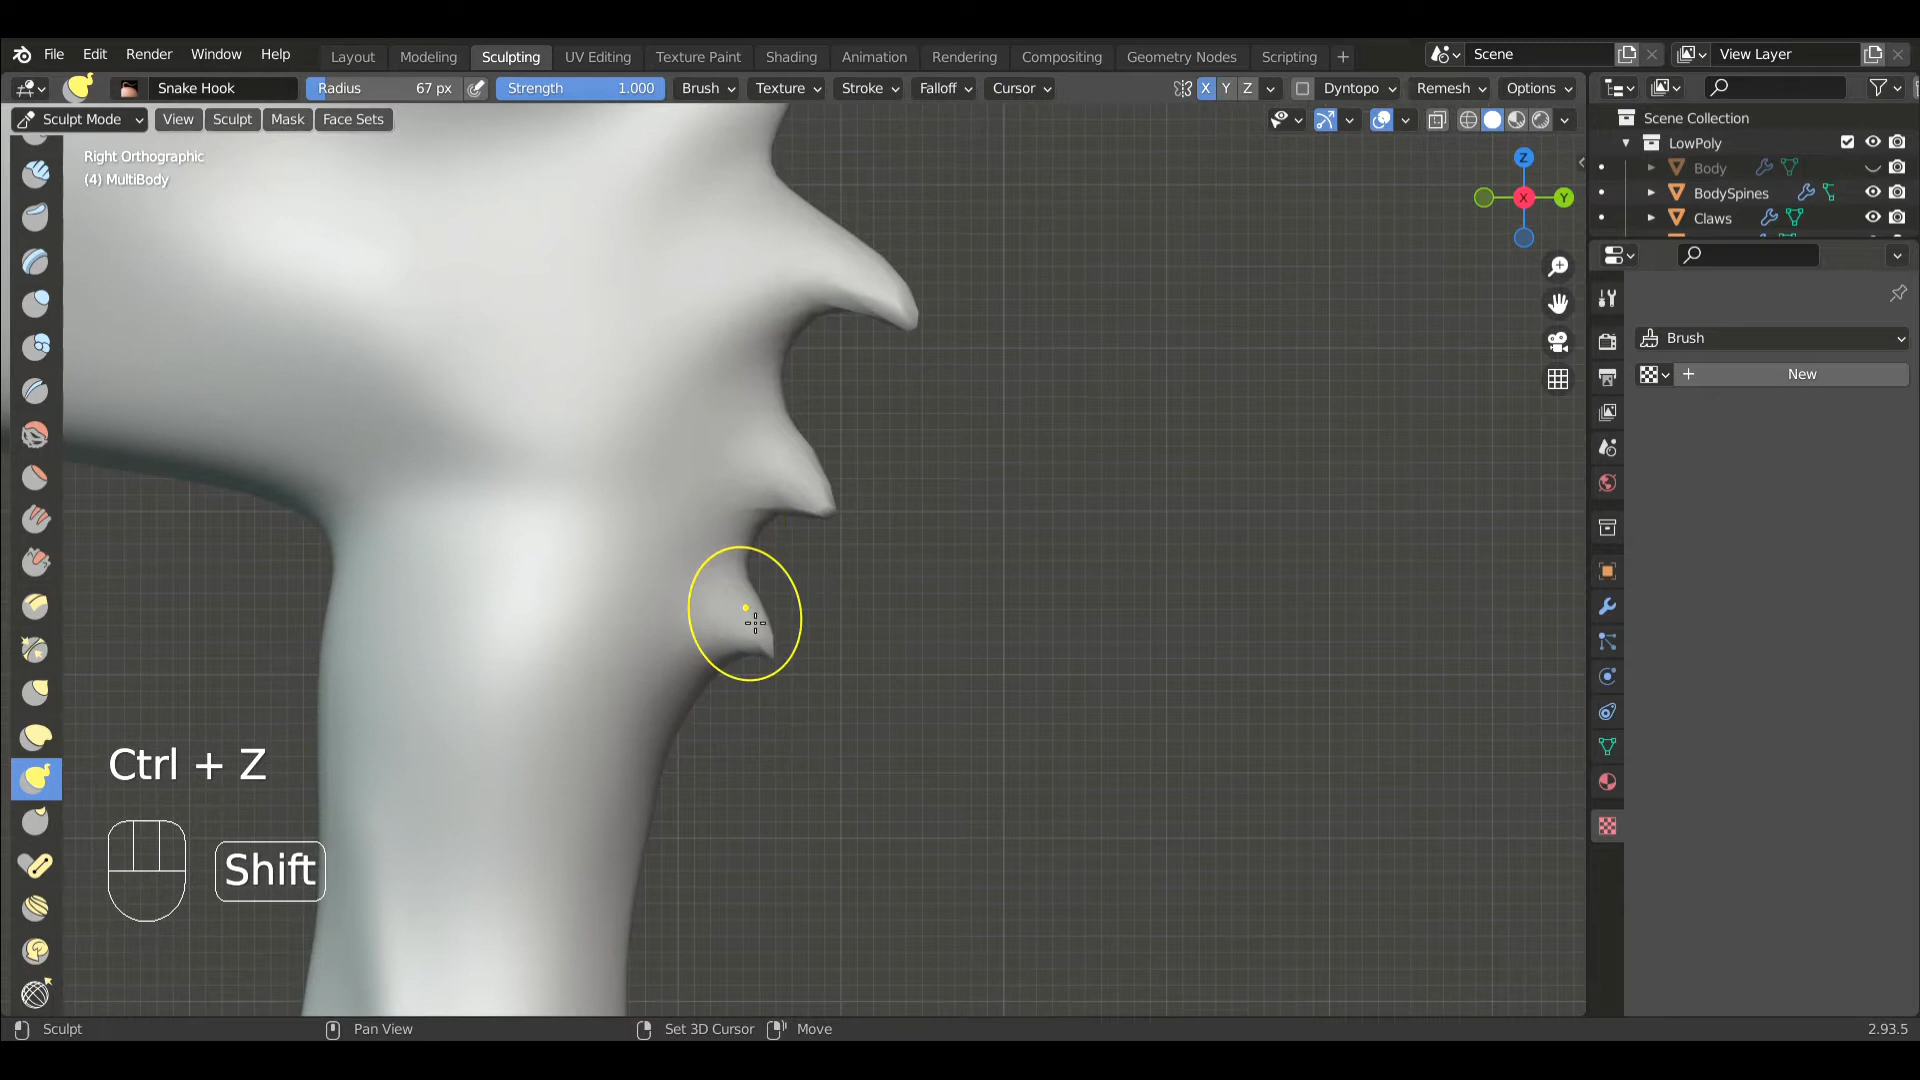 File Edit Render Window Help Layout Modeling Sculpting UV Editing Texture Paint Shading Animation Rendering Compositing Geometry Nodes Scripting + Scene View Layer
Snake Hook Radius 67 px Strength 1.000 Brush Texture Stroke Falloff Cursor X Y Z Dyntopo Remesh Options
Sculpt Mode View Sculpt Mask Face Sets
Scene Collection
LowPoly
Body
BodySpines
Claws
Right Orthographic
(4) MultiBody
Z
X
Y
Brush
+ New
Ctrl + Z
Shift
Sculpt Pan View Set 3D Cursor Move 2.93.5